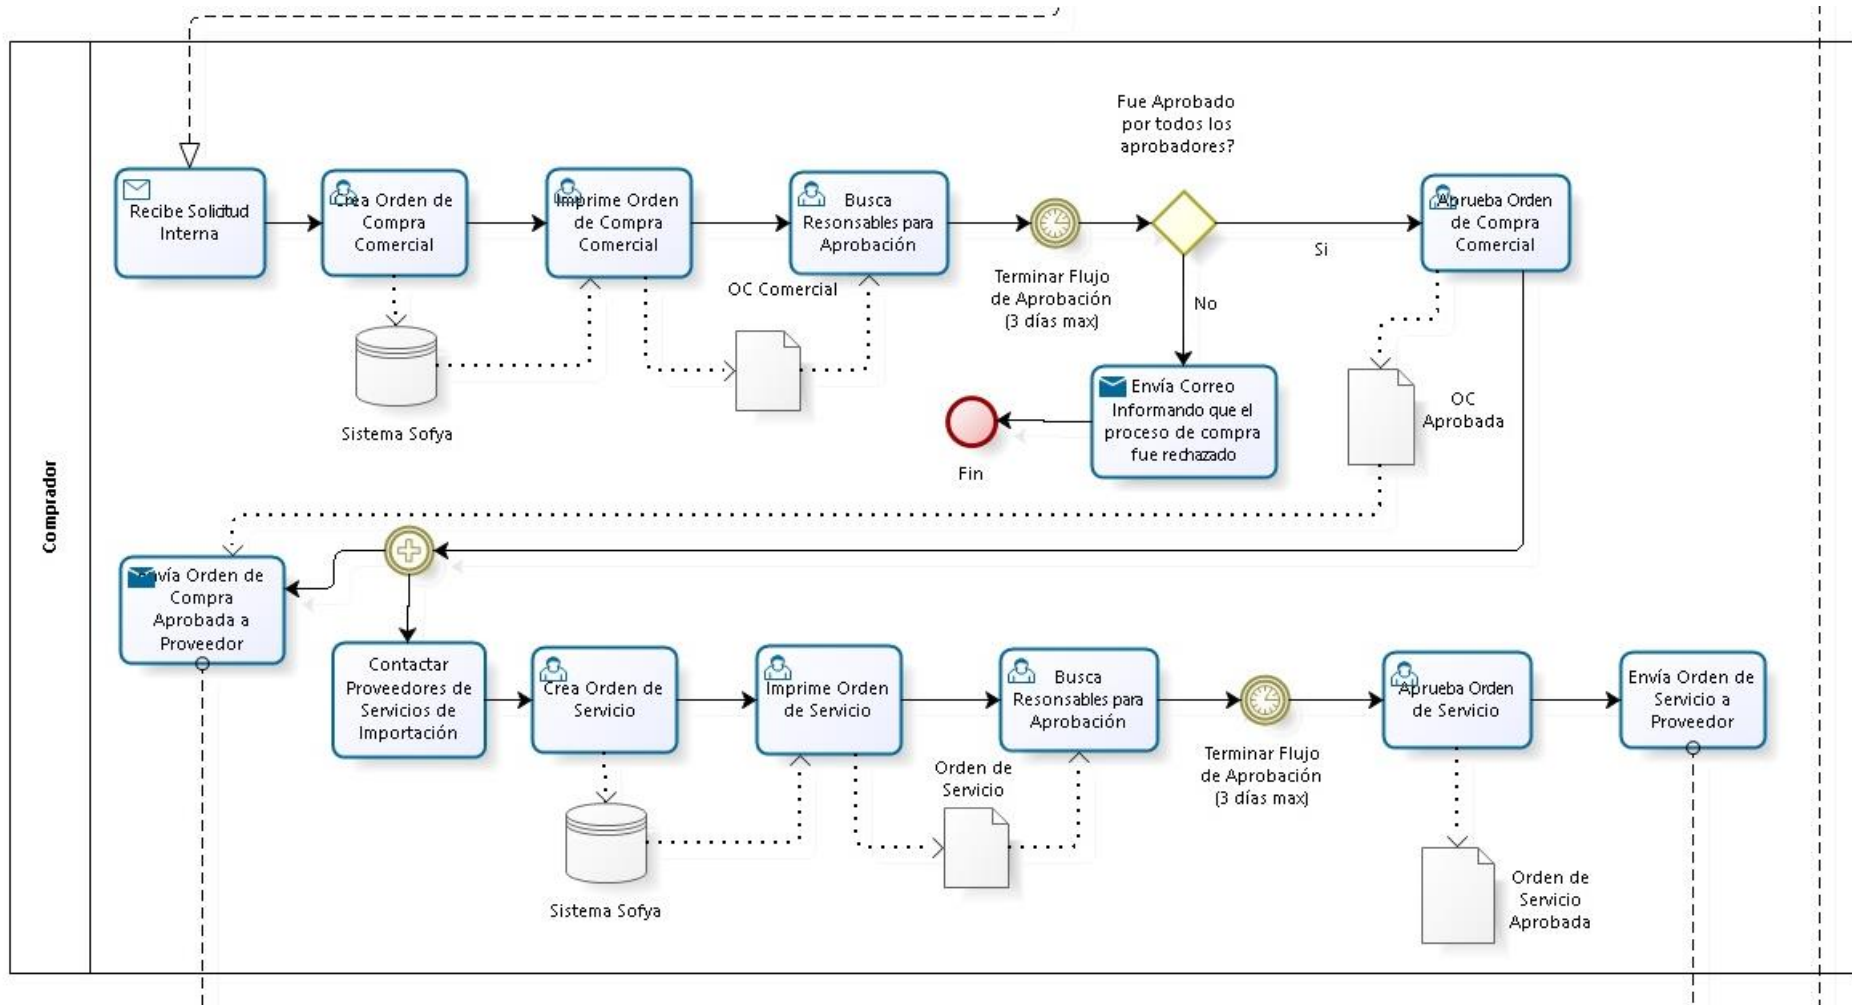 Comprador
Fue Aprobado
por todos los
aprobadores?
Recibe Solicitud
Interna
Crea Orden de
Compra
Comercial
Imprime Orden
de Compra
Comercial
Busca
Resonsables para
Aprobación
Terminar Flujo
de Aprobación
(3 días max)
Si
No
Aprueba Orden
de Compra
Comercial
Sistema Sofya
OC Comercial
Envía Correo
Informando que el
proceso de compra
fue rechazado
Fin
OC
Aprobada
Envía Orden de
Compra
Aprobada a
Proveedor
Contactar
Proveedores de
Servicios de
Importación
Crea Orden de
Servicio
Imprime Orden
de Servicio
Busca
Resonsables para
Aprobación
Terminar Flujo
de Aprobación
(3 días max)
Aprueba Orden
de Servicio
Envía Orden de
Servicio a
Proveedor
Sistema Sofya
Orden de
Servicio
Orden de
Servicio
Aprobada